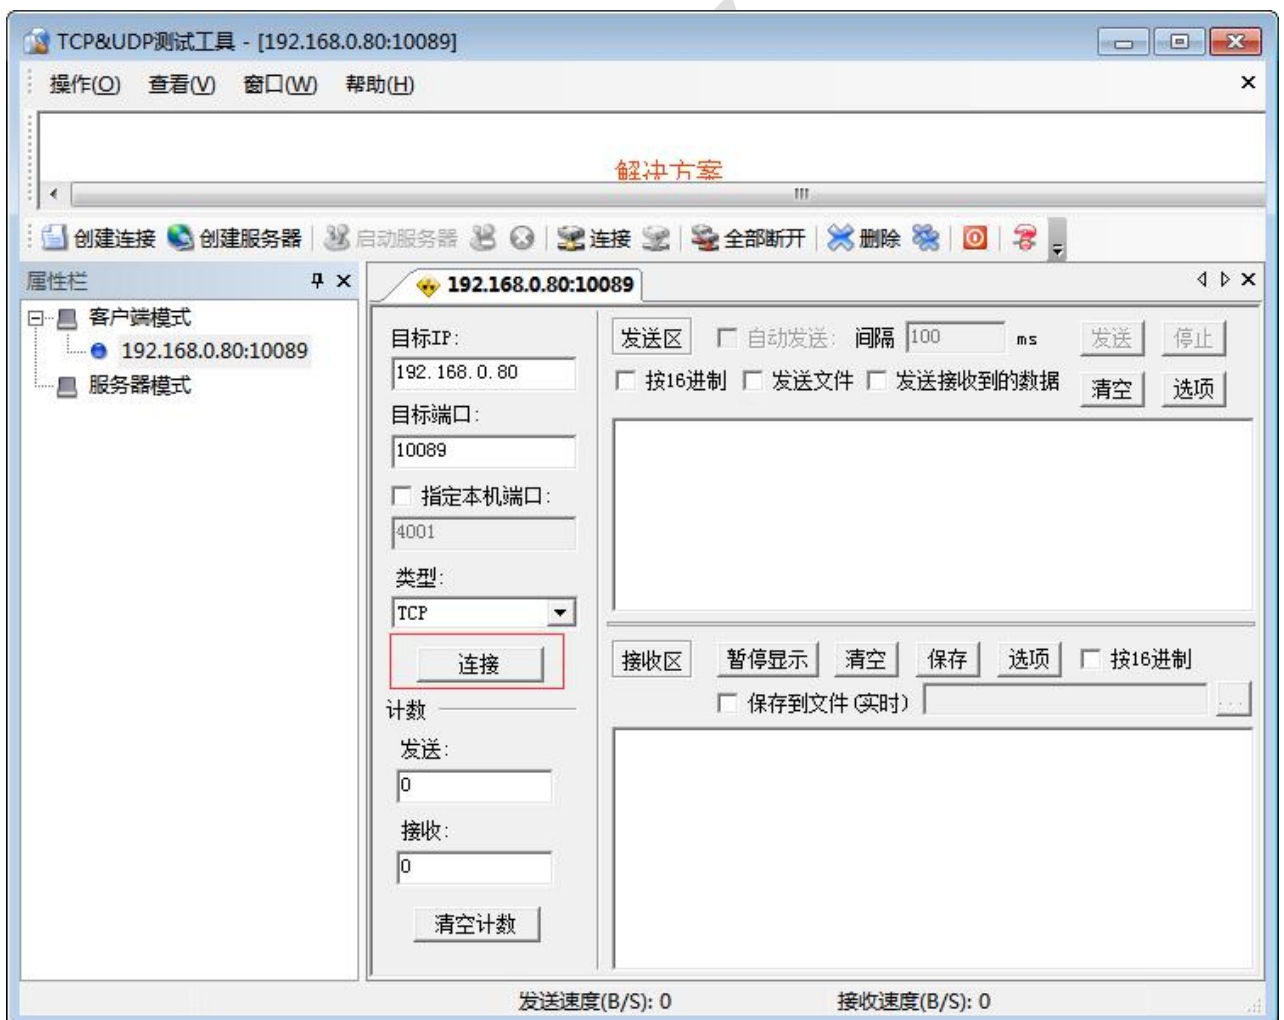 TCP&UDP测试工具 - [192.168.0.80:10089]
操作(O) 查看(V) 窗口(W) 帮助(H)
解决方案
创建连接 创建服务器 启动服务器 连接 全部断开 删除
属性栏
客户端模式
192.168.0.80:10089
服务器模式
192.168.0.80:10089
目标IP:
192.168.0.80
目标端口:
10089
指定本机端口:
4001
类型:
TCP
连接
计数
发送:
0
接收:
0
清空计数
发送区 自动发送: 间隔 100 ms 发送 停止
按16进制 发送文件 发送接收到的数据 清空 选项
接收区 暂停显示 清空 保存 选项 按16进制
保存到文件(实时) ...
发送速度(B/S): 0 接收速度(B/S): 0